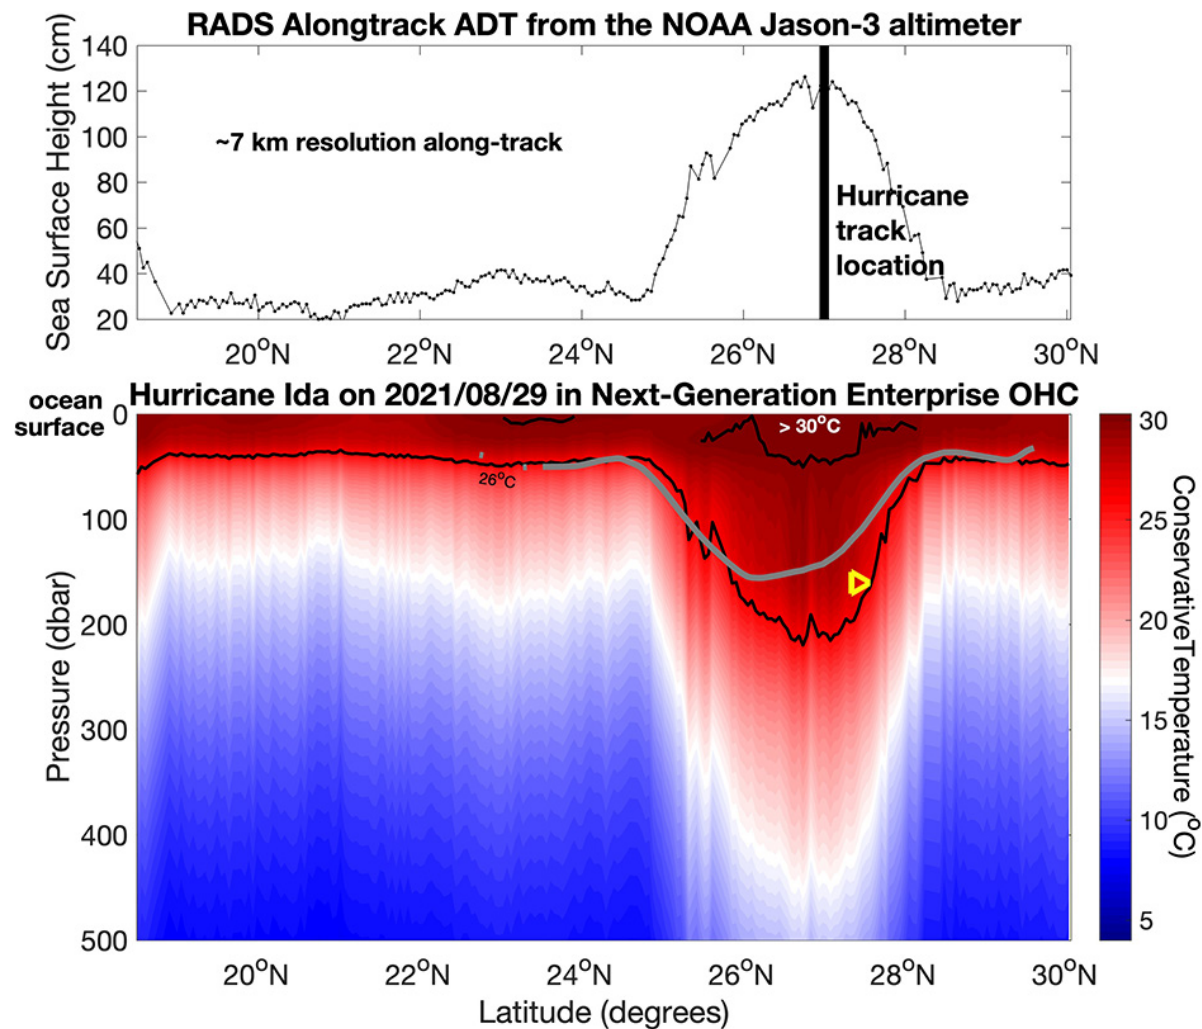 RADS Alongtrack ADT from the NOAA Jason-3 altimeter
Sea Surface Height (cm)
140
120
100
80
60
40
20
~7 km resolution along-track
Hurricane
track
location
20°N
22°N
24°N
26°N
28°N
30°N
Hurricane Ida on 2021/08/29 in Next-Generation Enterprise OHC
ocean
surface
Pressure (dbar)
0
100
200
300
400
500
> 30°C
26°C
20°N
22°N
24°N
26°N
28°N
30°N
Latitude (degrees)
30
25
20
15
10
5
ConservativeTemperature (°C)